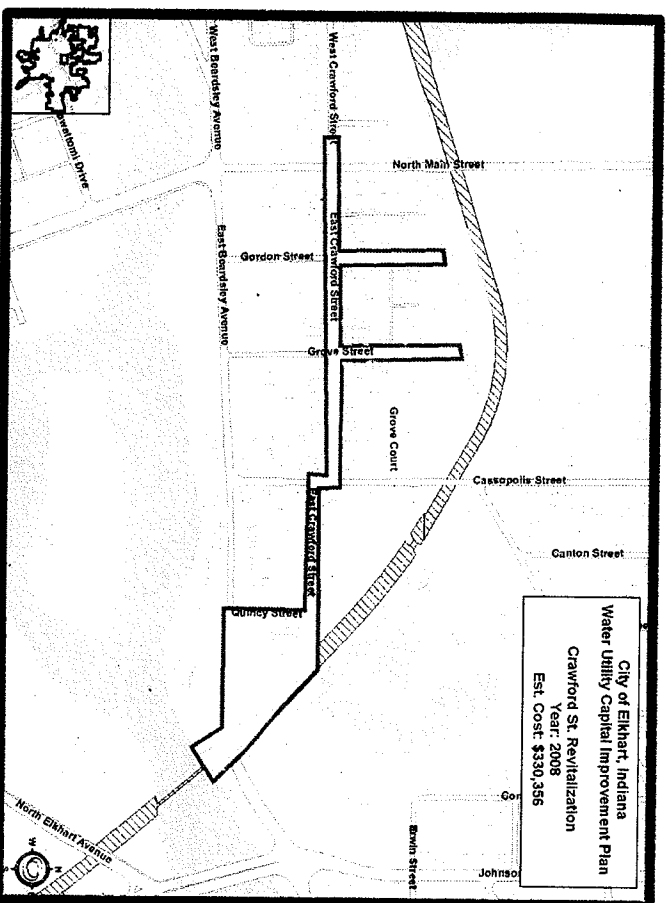 City of Elkhart, Indiana
Water Utility Capital Improvement Plan
Crawford St. Revitalization
Year: 2008
Est. Cost: $330,356
West Beardsley Avenue
West Crawford Street
North Main Street
Gordon Street
East Crawford Street
East Beardsley Avenue
Grove Street
Grove Court
Cassopolis Street
Canton Street
East Crawford Street
Quincy Street
North Elkhart Avenue
Erwin Street
Johnso
Gor
Drive
N
W